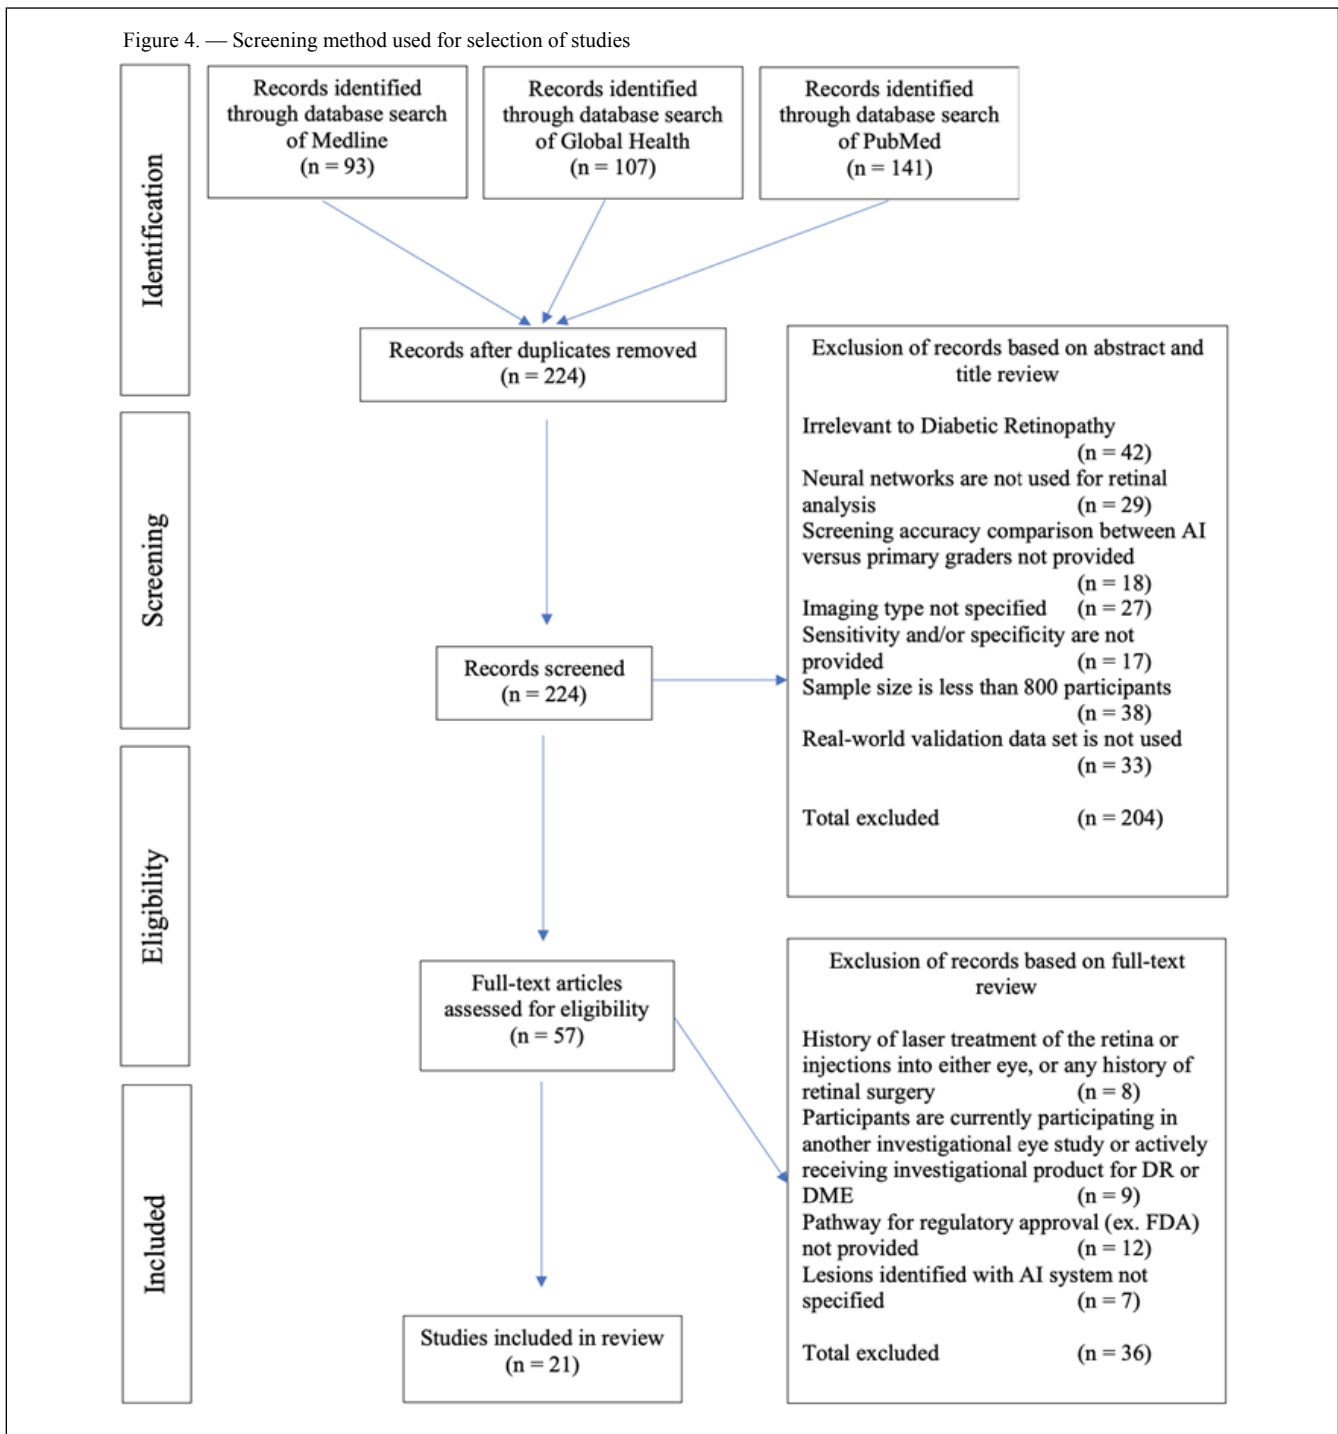 Figure 4. — Screening method used for selection of studies
Identification
Records identified
through database search
of Medline
(n = 93)
Records identified
through database search
of Global Health
(n = 107)
Records identified
through database search
of PubMed
(n = 141)
Records after duplicates removed
(n = 224)
Exclusion of records based on abstract and
title review
Irrelevant to Diabetic Retinopathy
(n = 42)
Neural networks are not used for retinal
analysis (n = 29)
Screening accuracy comparison between AI
versus primary graders not provided
(n = 18)
Imaging type not specified (n = 27)
Sensitivity and/or specificity are not
provided (n = 17)
Sample size is less than 800 participants
(n = 38)
Real-world validation data set is not used
(n = 33)
Total excluded (n = 204)
Screening
Records screened
(n = 224)
Eligibility
Full-text articles
assessed for eligibility
(n = 57)
Exclusion of records based on full-text
review
History of laser treatment of the retina or
injections into either eye, or any history of
retinal surgery (n = 8)
Participants are currently participating in
another investigational eye study or actively
receiving investigational product for DR or
DME (n = 9)
Pathway for regulatory approval (ex. FDA)
not provided (n = 12)
Lesions identified with AI system not
specified (n = 7)
Total excluded (n = 36)
Included
Studies included in review
(n = 21)